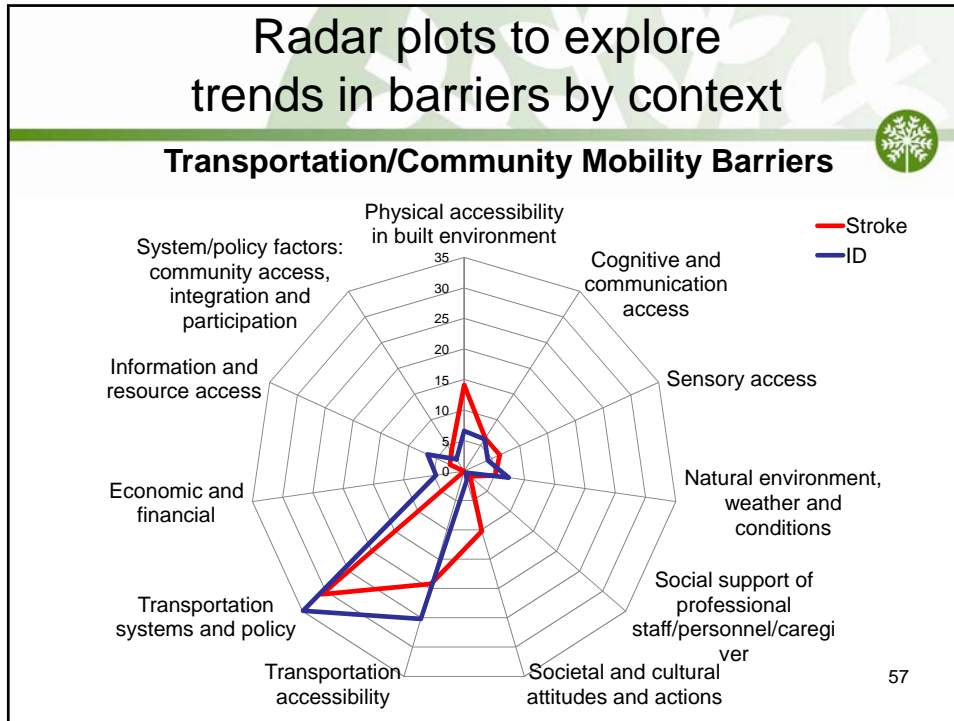 Radar plots to explore
trends in barriers by context
Transportation/Community Mobility Barriers
Physical accessibility
in built environment
Stroke
ID
System/policy factors:
community access,
integration and
participation
Cognitive and
communication
access
35
30
25
20
15
10
5
0
Information and
resource access
Sensory access
Economic and
financial
Natural environment,
weather and
conditions
Transportation
systems and policy
Social support of
professional
staff/personnel/caregi
ver
Transportation
accessibility
Societal and cultural
attitudes and actions
57